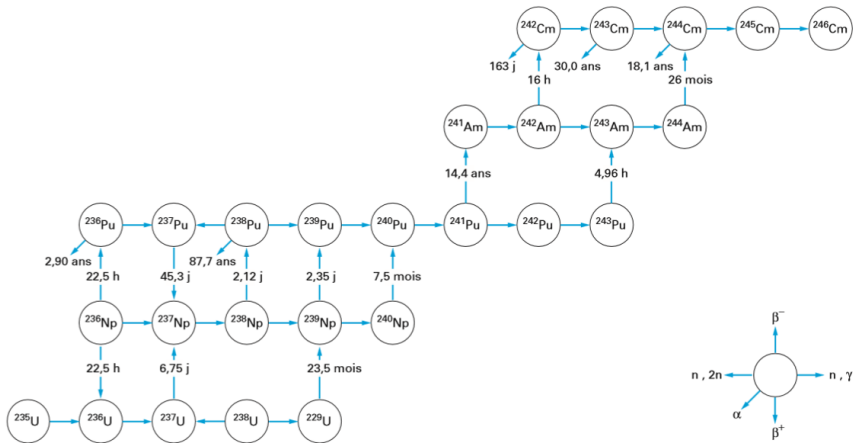 ²⁴²Cm ²⁴³Cm ²⁴⁴Cm ²⁴⁵Cm ²⁴⁶Cm
163 j 30,0 ans 18,1 ans
16 h 26 mois
²⁴¹Am ²⁴²Am ²⁴³Am ²⁴⁴Am
14,4 ans 4,96 h
²³⁶Pu ²³⁷Pu ²³⁸Pu ²³⁹Pu ²⁴⁰Pu ²⁴¹Pu ²⁴²Pu ²⁴³Pu
2,90 ans 87,7 ans
22,5 h 45,3 j 2,12 j 2,35 j 7,5 mois
²³⁶Np ²³⁷Np ²³⁸Np ²³⁹Np ²⁴⁰Np
22,5 h 6,75 j 23,5 mois
²³⁵U ²³⁶U ²³⁷U ²³⁸U ²²⁹U
β⁻
n , 2n n , γ
α
β⁺